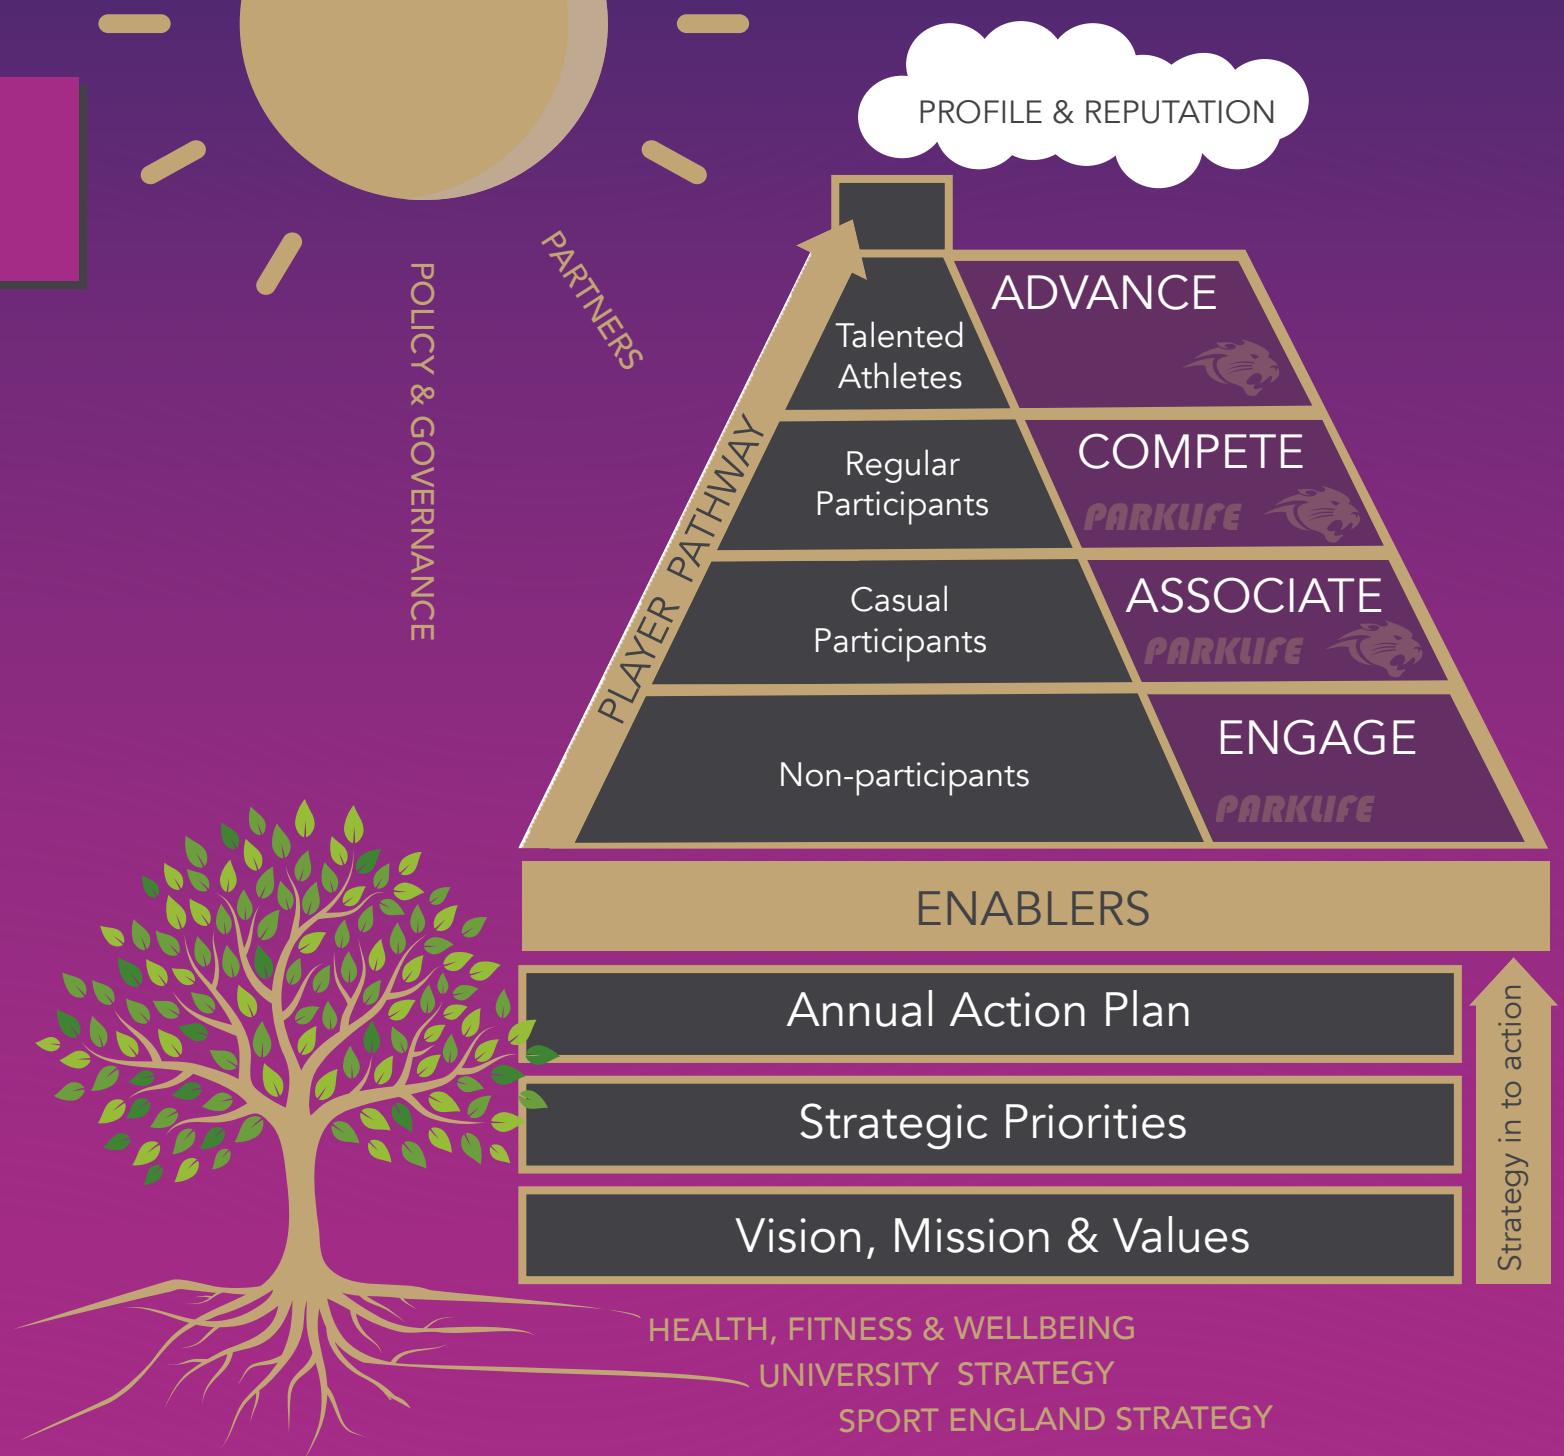 PROFILE & REPUTATION
PARTNERS
POLICY & GOVERNANCE
PLAYER PATHWAY
Talented
Athletes
ADVANCE
Regular
Participants
COMPETE
PARKLIFE
Casual
Participants
ASSOCIATE
PARKLIFE
Non-participants
ENGAGE
PARKLIFE
ENABLERS
Annual Action Plan
Strategic Priorities
Vision, Mission & Values
Strategy in to action
HEALTH, FITNESS & WELLBEING
UNIVERSITY STRATEGY
SPORT ENGLAND STRATEGY